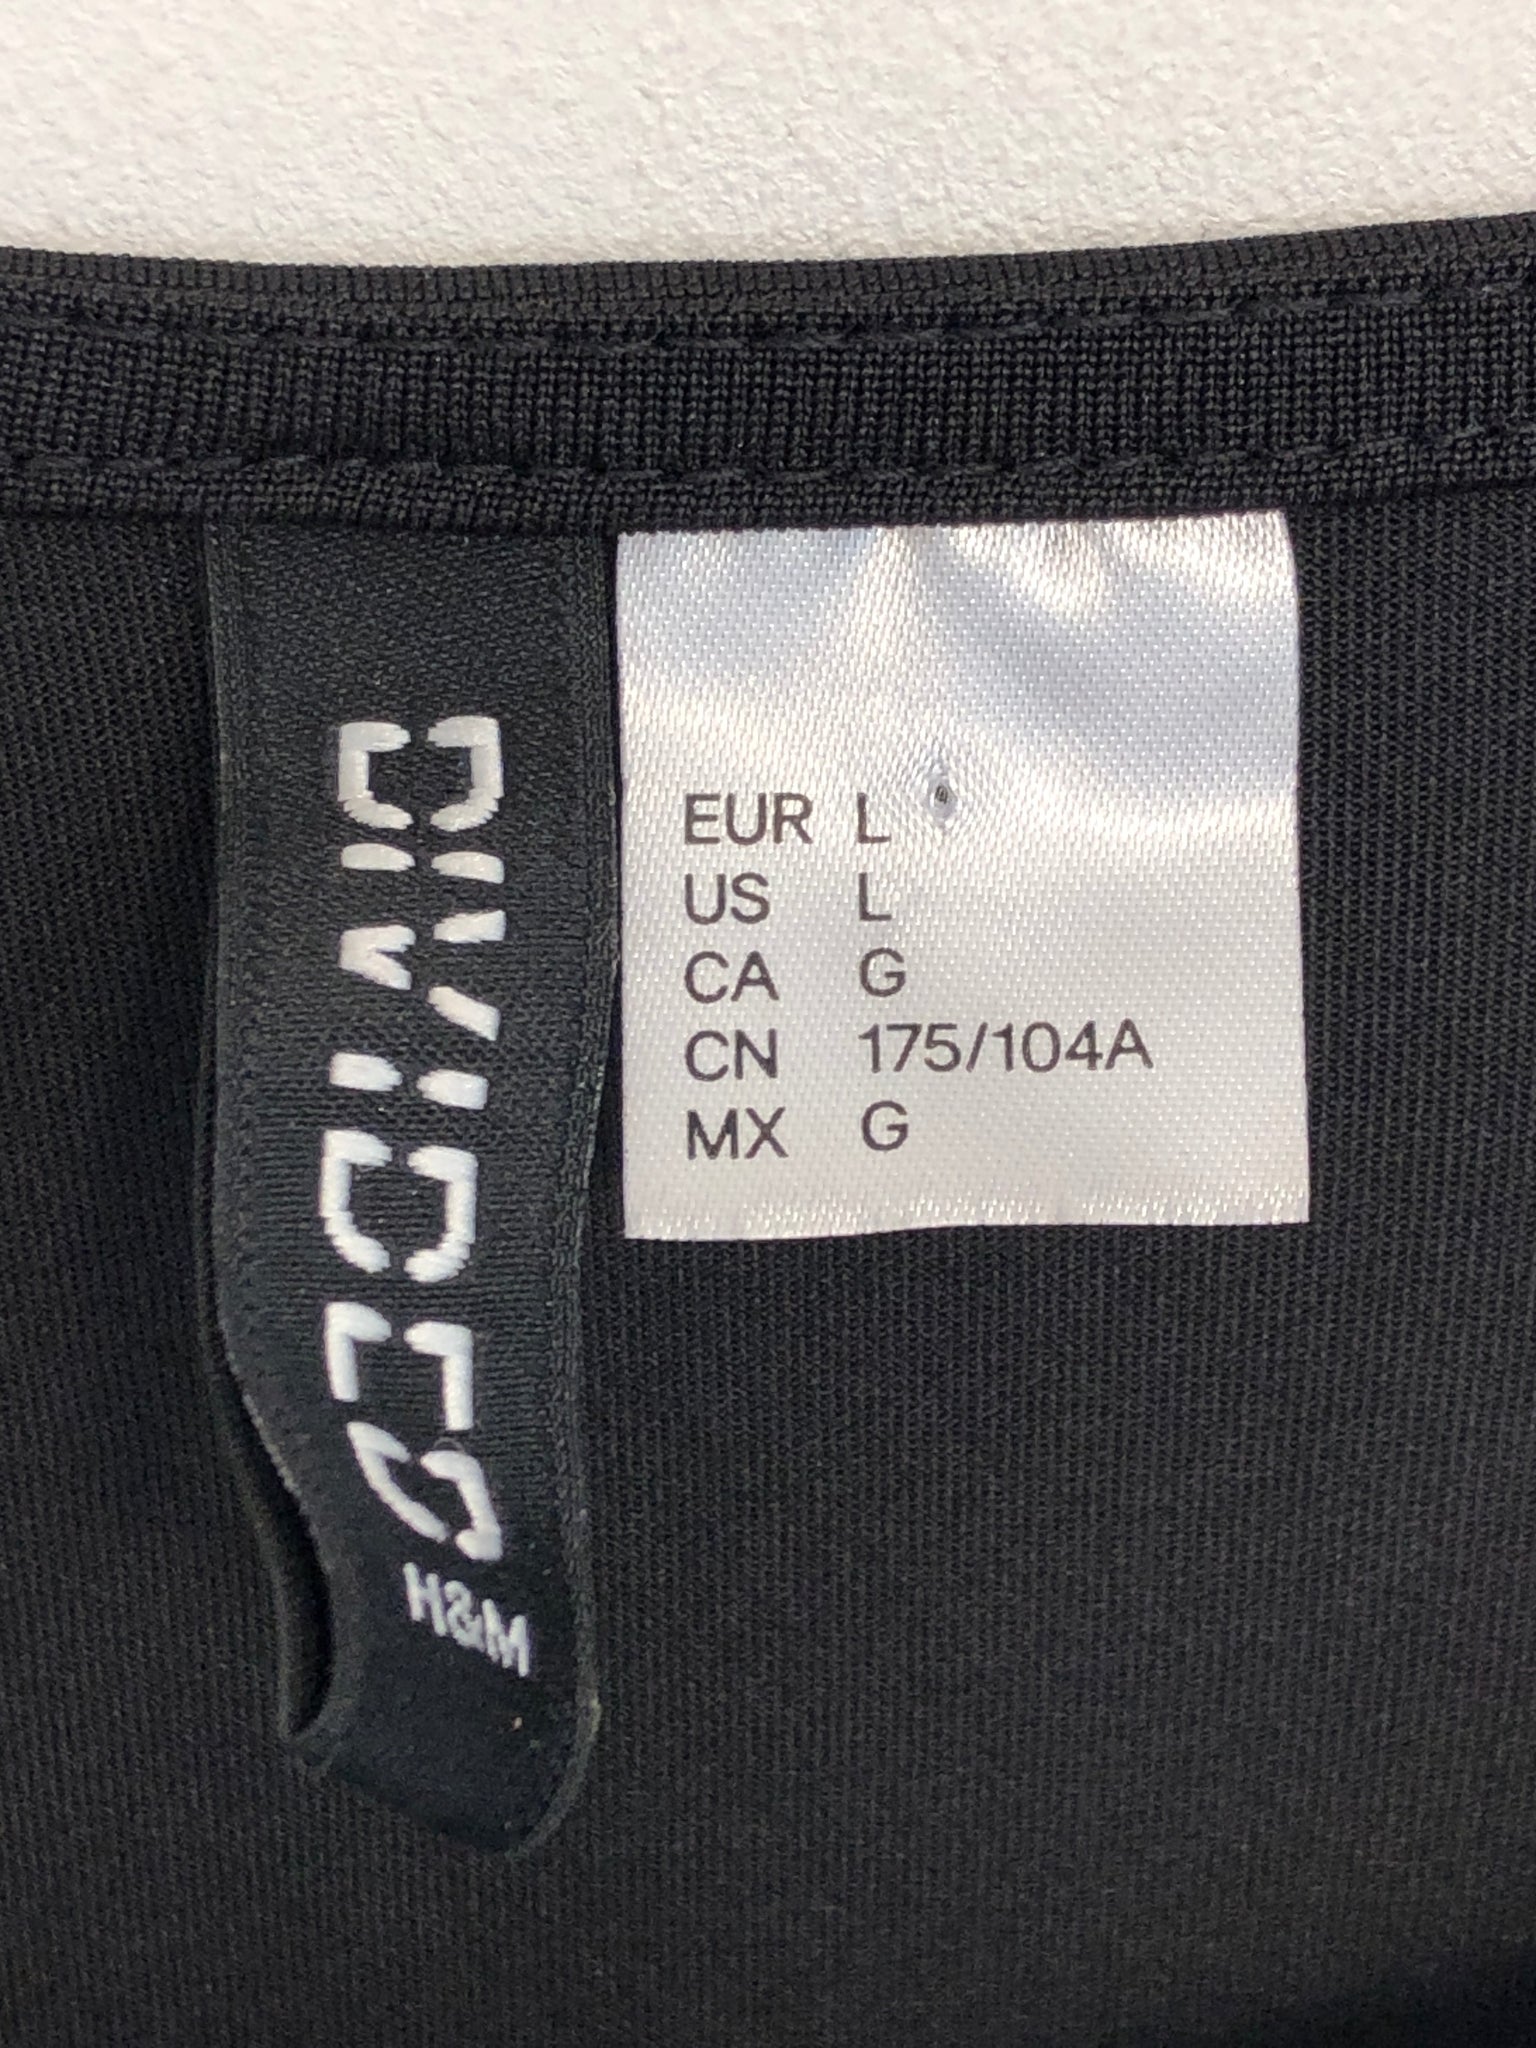 DIVIDED
H&M
EUR L
US L
CA G
CN 175/104A
MX G